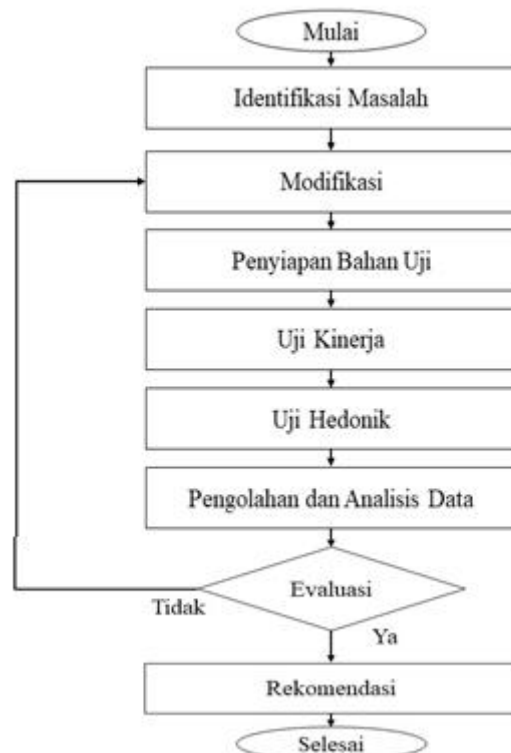 Mulai
Identifikasi Masalah
Modifikasi
Penyiapan Bahan Uji
Uji Kinerja
Uji Hedonik
Pengolahan dan Analisis Data
Evaluasi
Tidak
Ya
Rekomendasi
Selesai